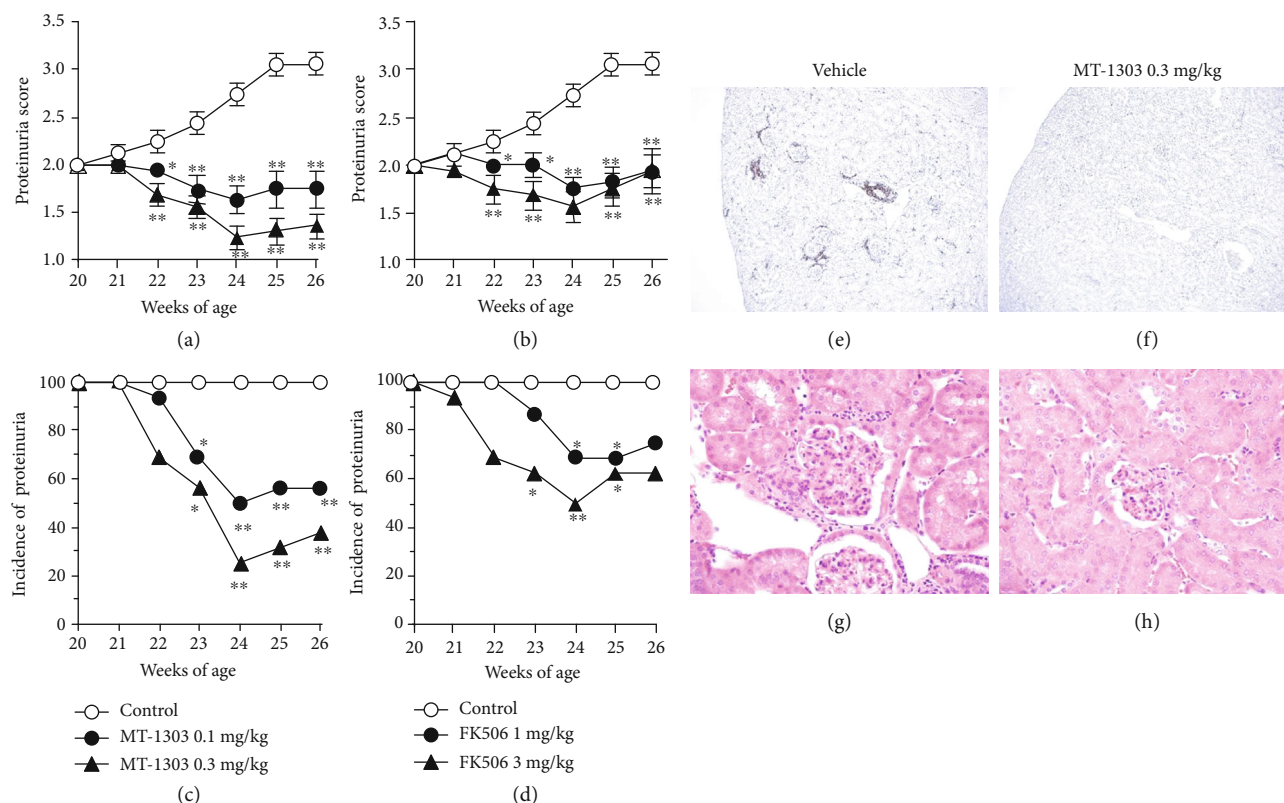 3.5
3.0
2.5
2.0
1.5
1.0
Proteinuria score
* ** ** ** **
** ** ** ** **
20 21 22 23 24 25 26
Weeks of age
(a)
3.5
3.0
2.5
2.0
1.5
1.0
Proteinuria score
* * ** ** **
** ** ** **
20 21 22 23 24 25 26
Weeks of age
(b)
Vehicle
(e)
MT-1303 0.3 mg/kg
(f)
100
80
60
40
20
0
Incidence of proteinuria
* ** ** **
* ** ** **
20 21 22 23 24 25 26
Weeks of age
Control
MT-1303 0.1 mg/kg
MT-1303 0.3 mg/kg
(c)
100
80
60
40
20
0
Incidence of proteinuria
* *
* ** *
20 21 22 23 24 25 26
Weeks of age
Control
FK506 1 mg/kg
FK506 3 mg/kg
(d)
(g)
(h)